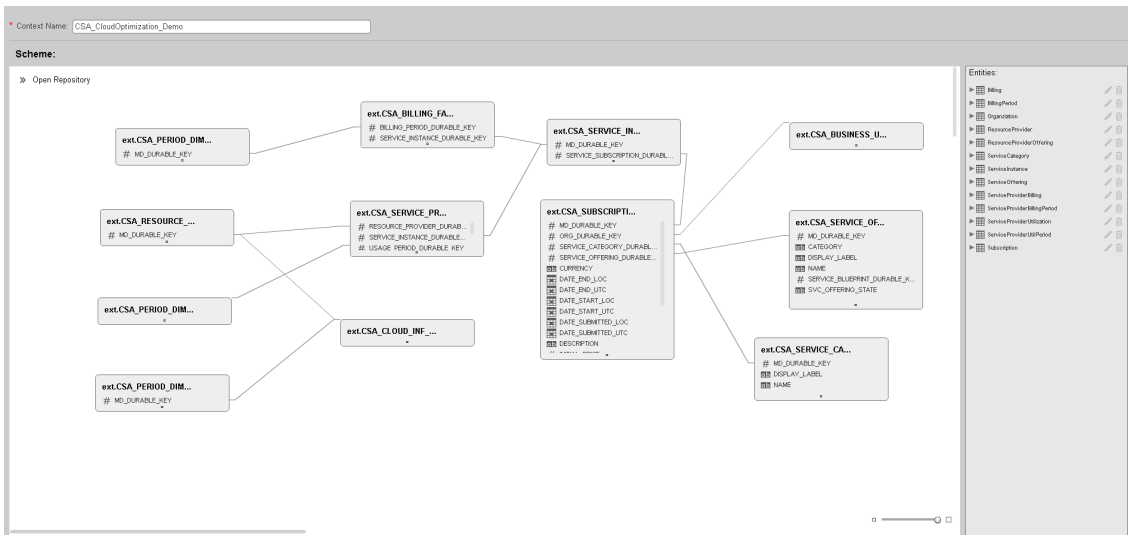 * Context Name: CSA_CloudOptimization_Demo
Scheme:
» Open Repository
ext.CSA_PERIOD_DIM...
# MD_DURABLE_KEY
ext.CSA_BILLING_FA...
# BILLING_PERIOD_DURABLE_KEY
# SERVICE_INSTANCE_DURABLE_KEY
ext.CSA_SERVICE_IN...
# MD_DURABLE_KEY
# SERVICE_SUBSCRIPTION_DURABL...
ext.CSA_BUSINESS_U...
ext.CSA_RESOURCE_...
# MD_DURABLE_KEY
ext.CSA_SERVICE_PR...
# RESOURCE_PROVIDER_DURAB...
# SERVICE_INSTANCE_DURABLE...
# USAGE_PERIOD_DURABLE_KEY
ext.CSA_SUBSCRIPTI...
# MD_DURABLE_KEY
# ORG_DURABLE_KEY
# SERVICE_CATEGORY_DURABL...
# SERVICE_OFFERING_DURABLE...
CURRENCY
DATE_END_LOC
DATE_END_UTC
DATE_START_LOC
DATE_START_UTC
DATE_SUBMITTED_LOC
DATE_SUBMITTED_UTC
DESCRIPTION
ext.CSA_SERVICE_OF...
# MD_DURABLE_KEY
CATEGORY
DISPLAY_LABEL
NAME
# SERVICE_BLUEPRINT_DURABLE_K...
SVC_OFFERING_STATE
ext.CSA_PERIOD_DIM...
ext.CSA_CLOUD_INF_...
ext.CSA_SERVICE_CA...
# MD_DURABLE_KEY
DISPLAY_LABEL
NAME
ext.CSA_PERIOD_DIM...
# MD_DURABLE_KEY
Entities:
Billing
BillingPeriod
Organziation
ResourceProvider
ResourceProviderOffering
ServiceCategory
ServiceInstance
ServiceOffering
ServiceProviderBilling
ServiceProviderBillingPeriod
ServiceProviderUtilization
ServiceProviderUtilPeriod
Subscription